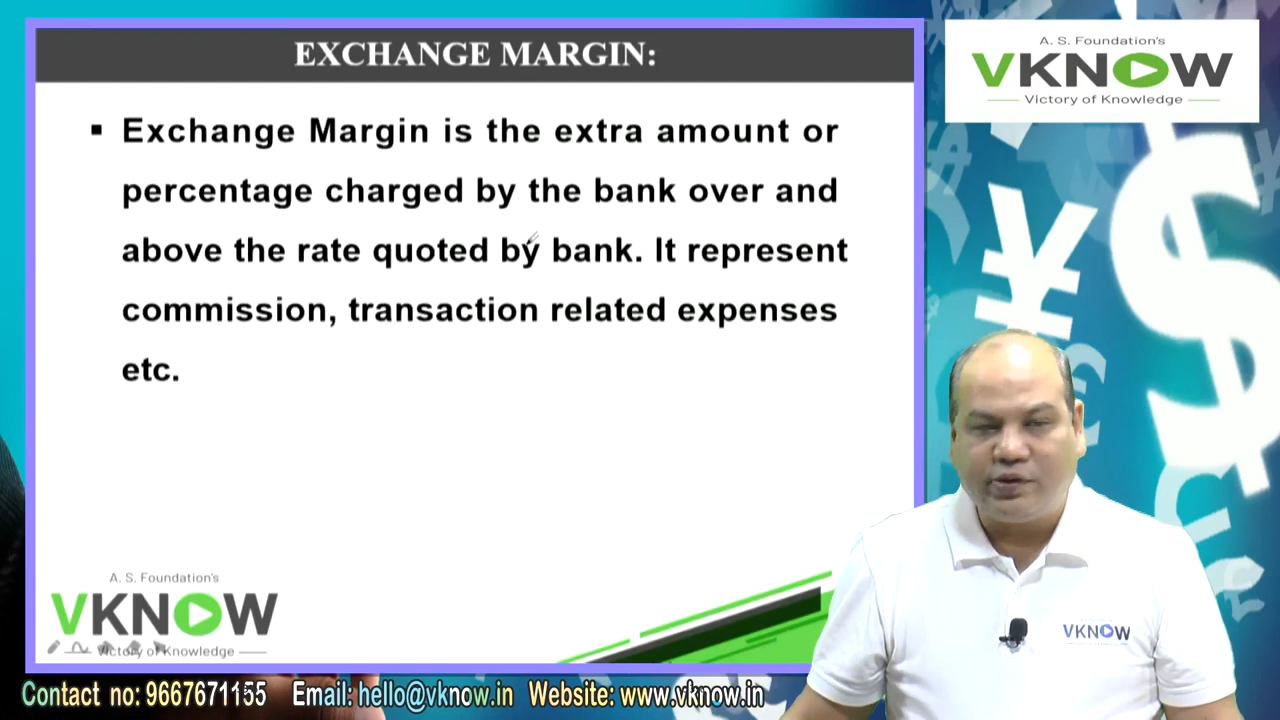 EXCHANGE MARGIN:
▪ Exchange Margin is the extra amount or
percentage charged by the bank over and
above the rate quoted by bank. It represent
commission, transaction related expenses
etc.
A. S. Foundation's
VKNOW
Victory of Knowledge
A. S. Foundation's
VKNOW
Victory of Knowledge
VKNOW
Contact no: 9667671155 Email: hello@vknow.in Website: www.vknow.in